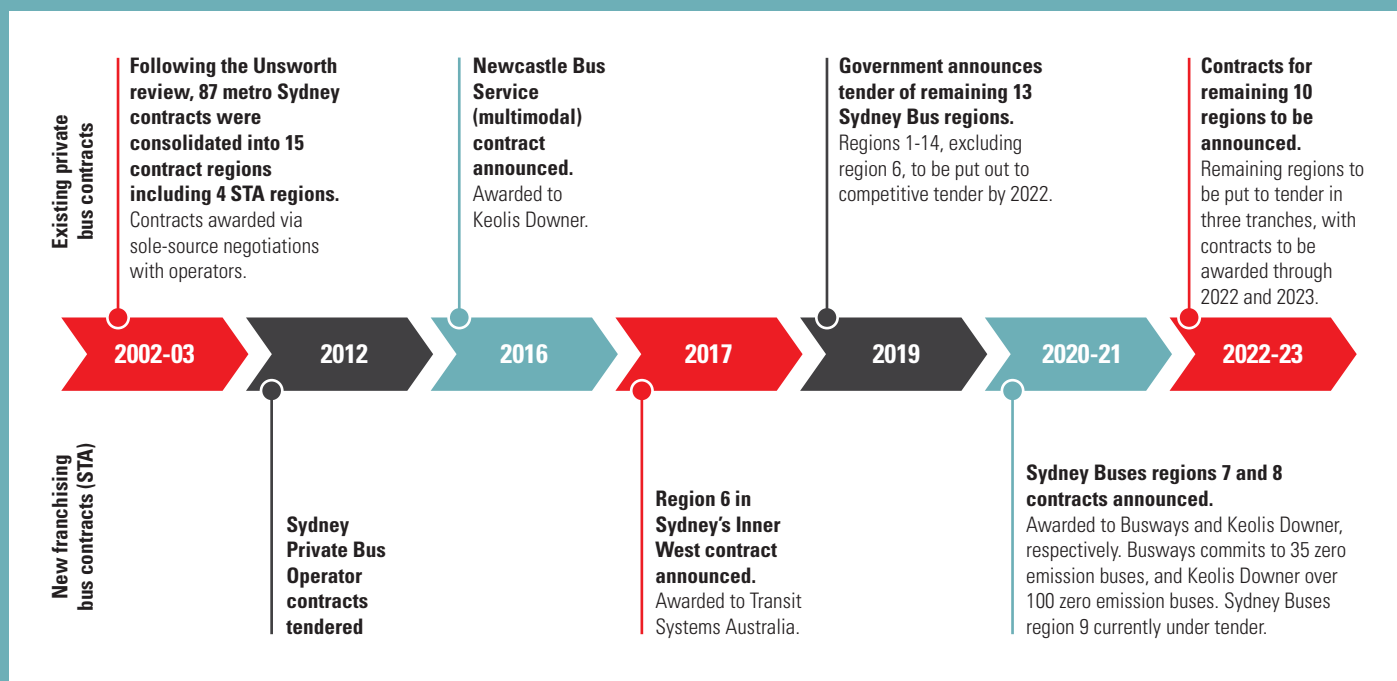 Existing private
bus contracts
Following the Unsworth
review, 87 metro Sydney
contracts were
consolidated into 15
contract regions
including 4 STA regions.
Contracts awarded via
sole-source negotiations
with operators.
Newcastle Bus
Service
(multimodal)
contract
announced.
Awarded to
Keolis Downer.
Government announces
tender of remaining 13
Sydney Bus regions.
Regions 1-14, excluding
region 6, to be put out to
competitive tender by 2022.
Contracts for
remaining 10
regions to be
announced.
Remaining regions to
be put to tender in
three tranches, with
contracts to be
awarded through
2022 and 2023.
2002-03
2012
2016
2017
2019
2020-21
2022-23
New franchising
bus contracts (STA)
Sydney
Private Bus
Operator
contracts
tendered
Region 6 in
Sydney's Inner
West contract
announced.
Awarded to Transit
Systems Australia.
Sydney Buses regions 7 and 8
contracts announced.
Awarded to Busways and Keolis Downer,
respectively. Busways commits to 35 zero
emission buses, and Keolis Downer over
100 zero emission buses. Sydney Buses
region 9 currently under tender.